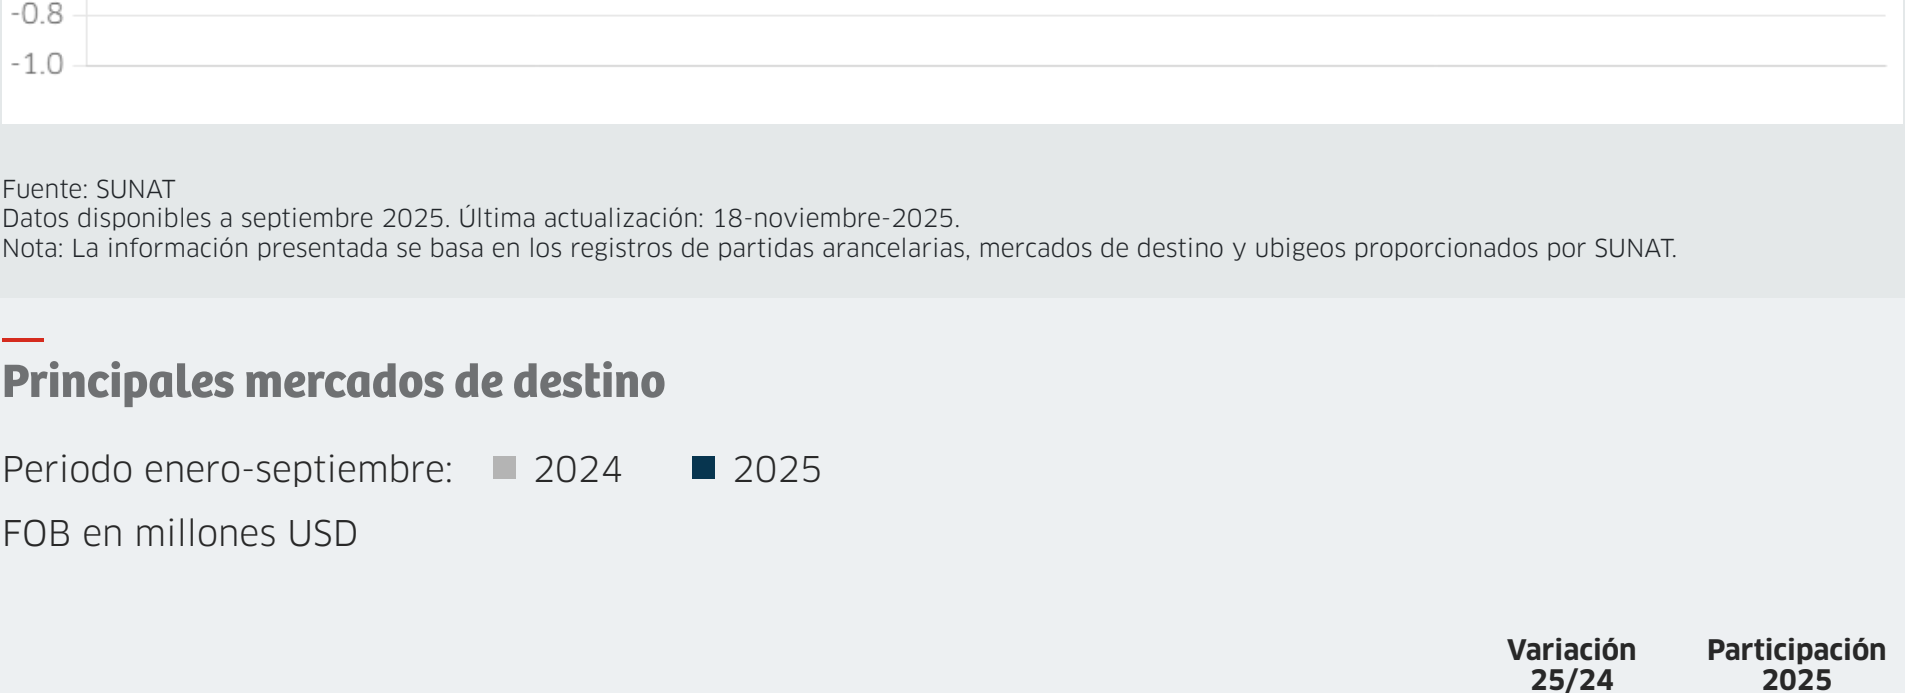 -0.8
-1.0
Fuente: SUNAT
Datos disponibles a septiembre 2025. Última actualización: 18-noviembre-2025.
Nota: La información presentada se basa en los registros de partidas arancelarias, mercados de destino y ubigeos proporcionados por SUNAT.
Principales mercados de destino
Periodo enero-septiembre: 2024 2025
FOB en millones USD
Variación Participación
25/24 2025